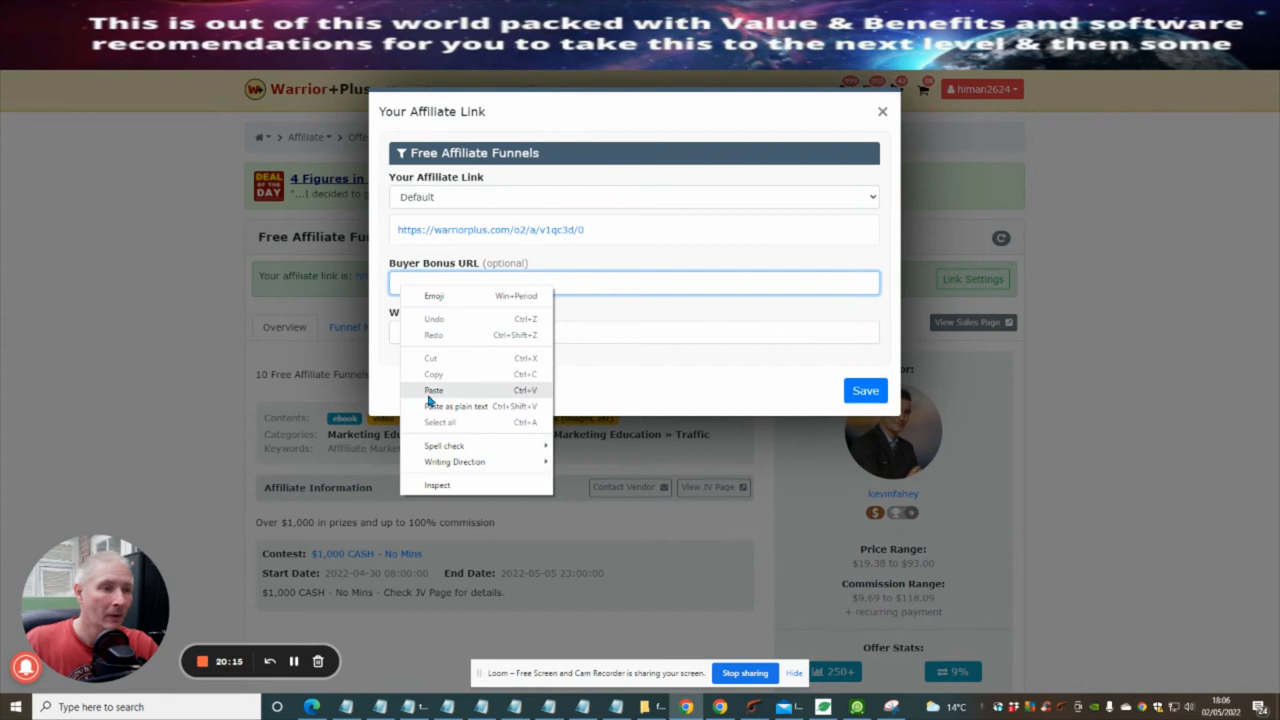 This is out of this world packed with Value & Benefits and software
recomendations for you to take this to the next level & then some
W+ Warrior+Plus
himan2624
Your Affiliate Link
×
Affiliate
DEAL OF THE DAY
4 Figures in
"...I decided to
Free Affiliate Funnels
Your Affiliate Link
Default
https://warriorplus.com/o2/a/v1qc3d/0
Free Affiliate Fu
Buyer Bonus URL (optional)
Your affiliate link is:
Link Settings
Emoji Win+Period
Undo Ctrl+Z
Redo Ctrl+Shift+Z
Cut Ctrl+X
Copy Ctrl+C
Paste Ctrl+V
Paste as plain text Ctrl+Shift+V
Select all Ctrl+A
Spell check
Writing Direction
Inspect
Overview
Funnel
View Sales Page
Save
10 Free Affiliate Funnels
Contents: ebook
Categories: Marketing Ed
Marketing Education » Traffic
Keywords: Affiliate Market
Affiliate Information
Contact Vendor
View JV Page
kevinfahey
9
Over $1,000 in prizes and up to 100% commission
Contest: $1,000 CASH - No Mins
Start Date: 2022-04-30 08:00:00 End Date: 2022-05-05 23:00:00
$1,000 CASH - No Mins - Check JV Page for details.
Price Range:
$19.38 to $93.00
Commission Range:
$9.69 to $118.09
+ recurring payment
Offer Stats:
250+
9%
20:15
Loom – Free Screen and Cam Recorder is sharing your screen.
Stop sharing
Hide
Type here to search
14°C
18:06
02/05/2022